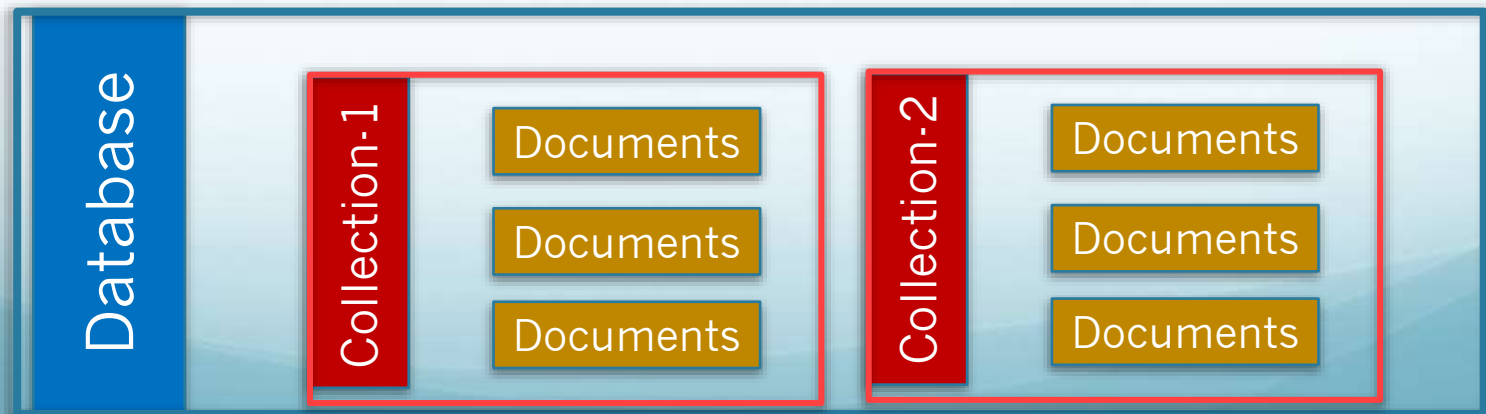 Database
Collection-1
Documents
Documents
Documents
Collection-2
Documents
Documents
Documents